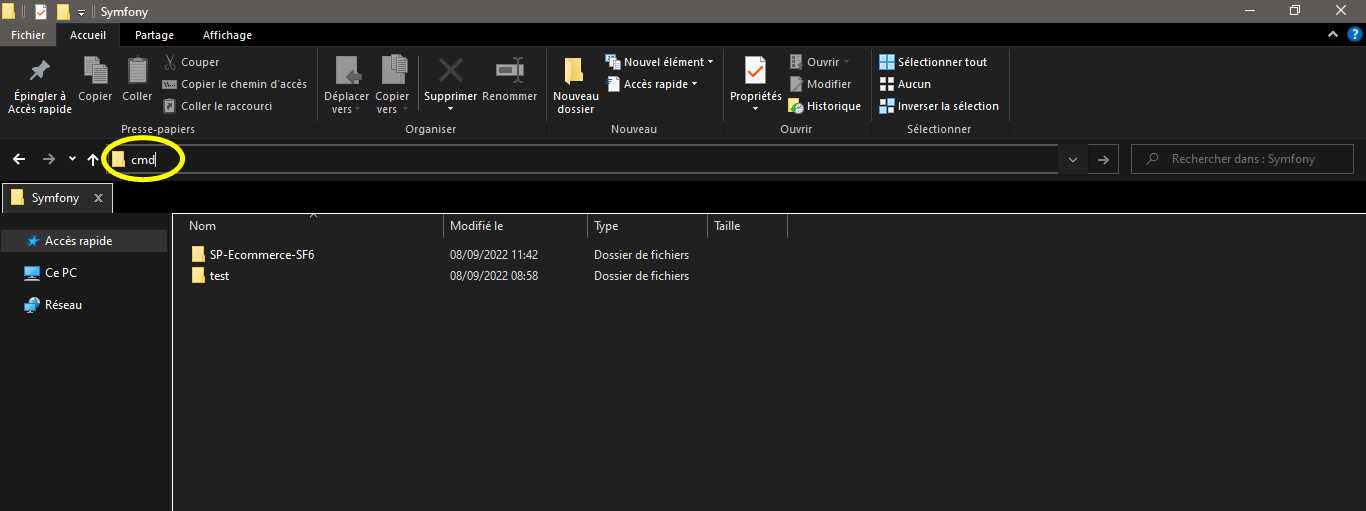 Symfony
Fichier Accueil Partage Affichage
Épingler à Accès rapide
Copier
Coller
Couper
Copier le chemin d'accès
Coller le raccourci
Presse-papiers
Déplacer vers
Copier vers
Supprimer
Renommer
Organiser
Nouveau dossier
Nouvel élément
Accès rapide
Nouveau
Propriétés
Ouvrir
Modifier
Historique
Ouvrir
Sélectionner tout
Aucun
Inverser la sélection
Sélectionner
cmd
Rechercher dans : Symfony
Symfony
Accès rapide
Ce PC
Réseau
Nom Modifié le Type Taille
SP-Ecommerce-SF6 08/09/2022 11:42 Dossier de fichiers
test 08/09/2022 08:58 Dossier de fichiers